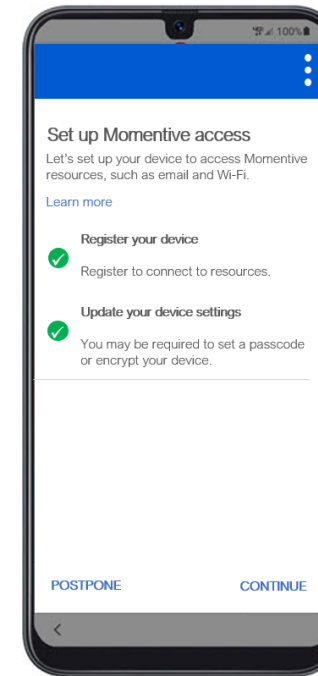 100%
Set up Momentive access
Let's set up your device to access Momentive
resources, such as email and Wi-Fi.
Learn more
Register your device
Register to connect to resources.
Update your device settings
You may be required to set a passcode
or encrypt your device.
POSTPONE
CONTINUE